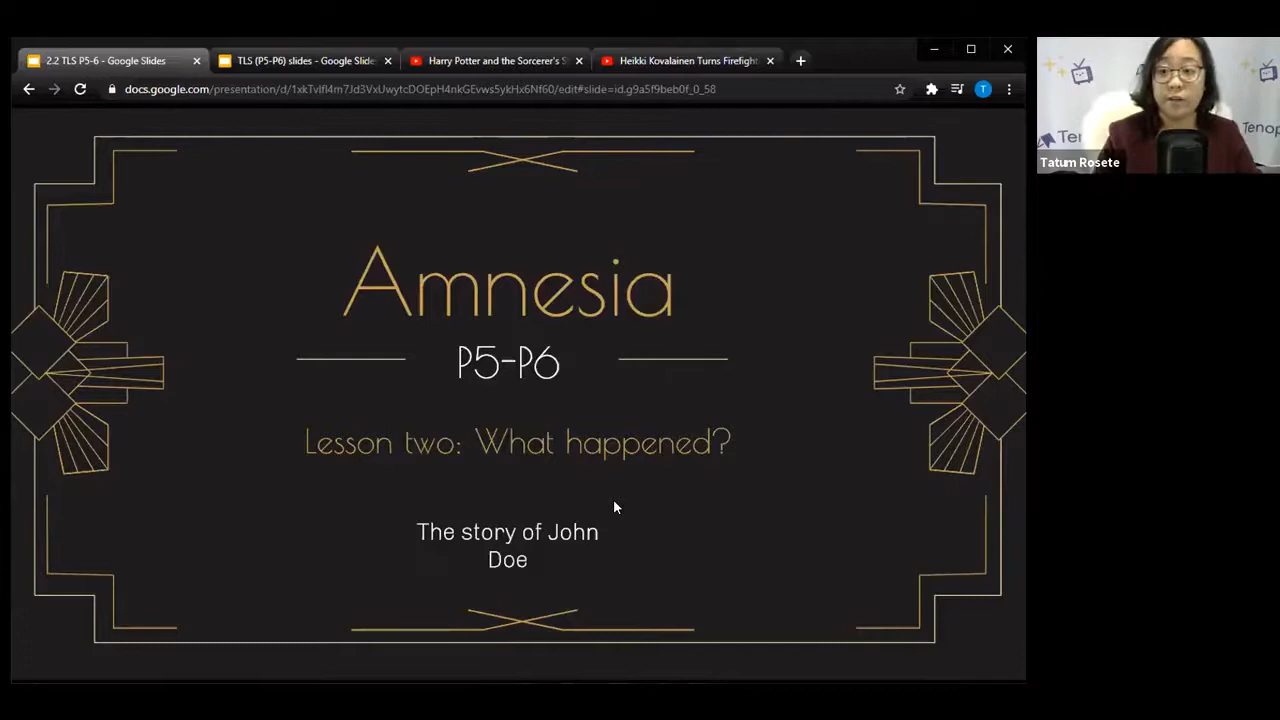 2.2 TLS P5-6 - Google Slides
TLS (P5-P6) slides - Google Slide
Harry Potter and the Sorcerer's S
Heikki Kovalainen Turns Firefight
docs.google.com/presentation/d/1xkTvlfl4m7Jd3VxUwytcDOEpH4nkGEvws5ykHx6Nf60/edit#slide=id.g9a5f9beb0f_0_58
T
Tenop
Ten
Tatum Rosete
Amnesia
P5-P6
Lesson two: What happened?
The story of John
Doe